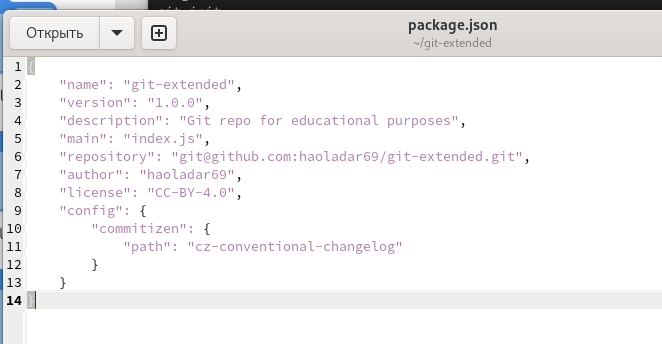 git init
Открыть
package.json
~/git-extended
1 {
2     "name": "git-extended",
3     "version": "1.0.0",
4     "description": "Git repo for educational purposes",
5     "main": "index.js",
6     "repository": "git@github.com:haoladar69/git-extended.git",
7     "author": "haoladar69",
8     "license": "CC-BY-4.0",
9     "config": {
10         "commitizen": {
11             "path": "cz-conventional-changelog"
12         }
13     }
14 }